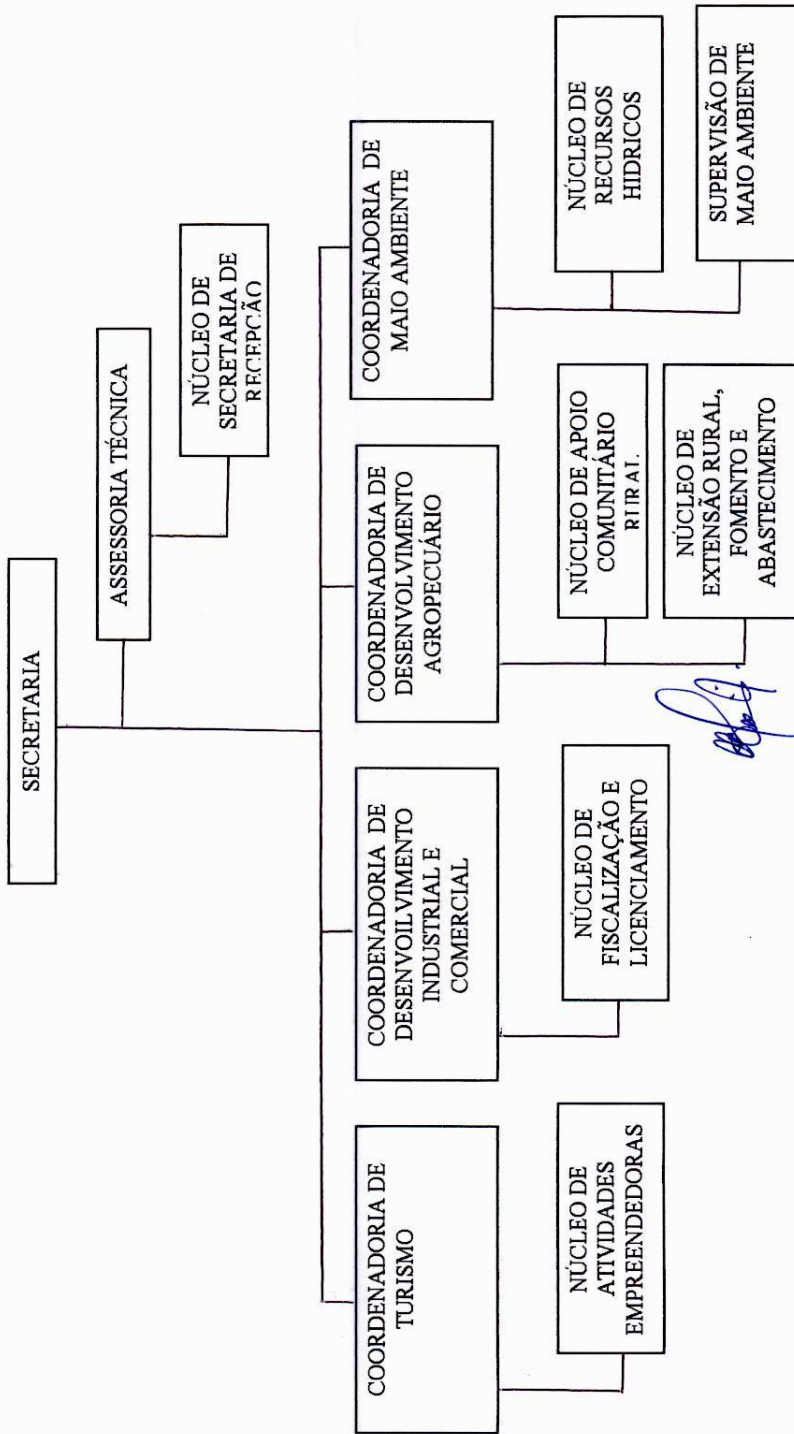 SECRETARIA
ASSESSORIA TÉCNICA
NÚCLEO DE
SECRETARIA DE
RECEPÇÃO
COORDENADORIA DE
TURISMO
COORDENADORIA DE
DESENVOILVIMENTO
INDUSTRIAL E
COMERCIAL
COORDENADORIA DE
DESENVOLVIMENTO
AGROPECUÁRIO
COORDENADORIA DE
MAIO AMBIENTE
NÚCLEO DE
ATIVIDADES
EMPREENDEDORAS
NÚCLEO DE
FISCALIZAÇÃO E
LICENCIAMENTO
NÚCLEO DE APOIO
COMUNITÁRIO
RURAL
NÚCLEO DE
EXTENSÃO RURAL,
FOMENTO E
ABASTECIMENTO
NÚCLEO DE
RECURSOS
HIDRICOS
SUPERVISÃO DE
MAIO AMBIENTE